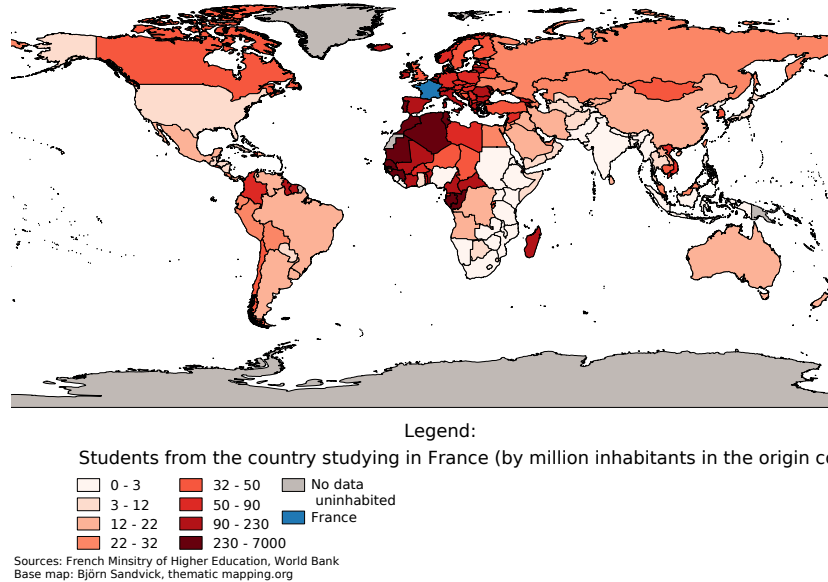 Legend:
Students from the country studying in France (by million inhabitants in the origin co
0 - 3
3 - 12
12 - 22
22 - 32
32 - 50
50 - 90
90 - 230
230 - 7000
No data
uninhabited
France
Sources: French Minsitry of Higher Education, World Bank
Base map: Björn Sandvick, thematic mapping.org